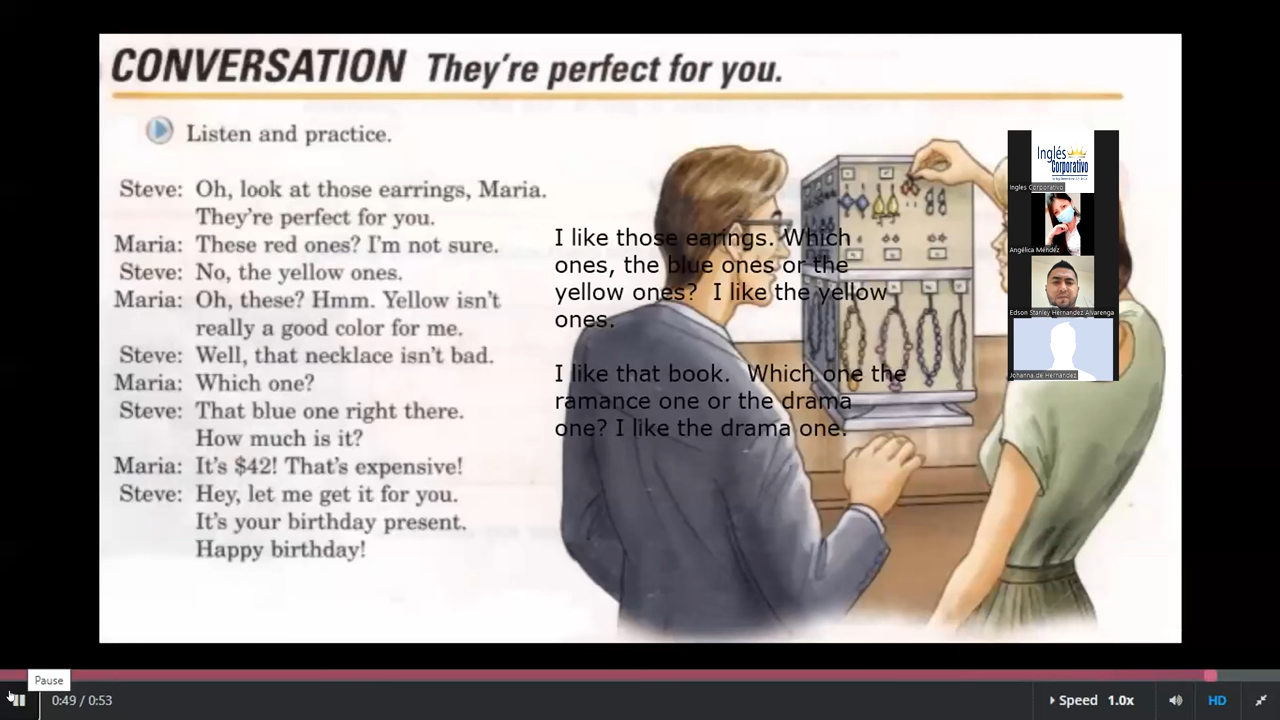 CONVERSATION They're perfect for you.
Listen and practice.
Steve: Oh, look at those earrings, Maria.
They're perfect for you.
Maria: These red ones? I'm not sure.
Steve: No, the yellow ones.
Maria: Oh, these? Hmm. Yellow isn't
really a good color for me.
Steve: Well, that necklace isn't bad.
Maria: Which one?
Steve: That blue one right there.
How much is it?
Maria: It's $42! That's expensive!
Steve: Hey, let me get it for you.
It's your birthday present.
Happy birthday!
I like those earings. Which
ones, the blue ones or the
yellow ones?  I like the yellow
ones.
I like that book.  Which one the
ramance one or the drama
one? I like the drama one.
Inglés
Corporativo
Ingles Corporativo
Angélica Méndez
Edson Stanley Hernandez Alvarenga
Johanna de Hernández
Pause
0:49 / 0:53
Speed 1.0x
HD